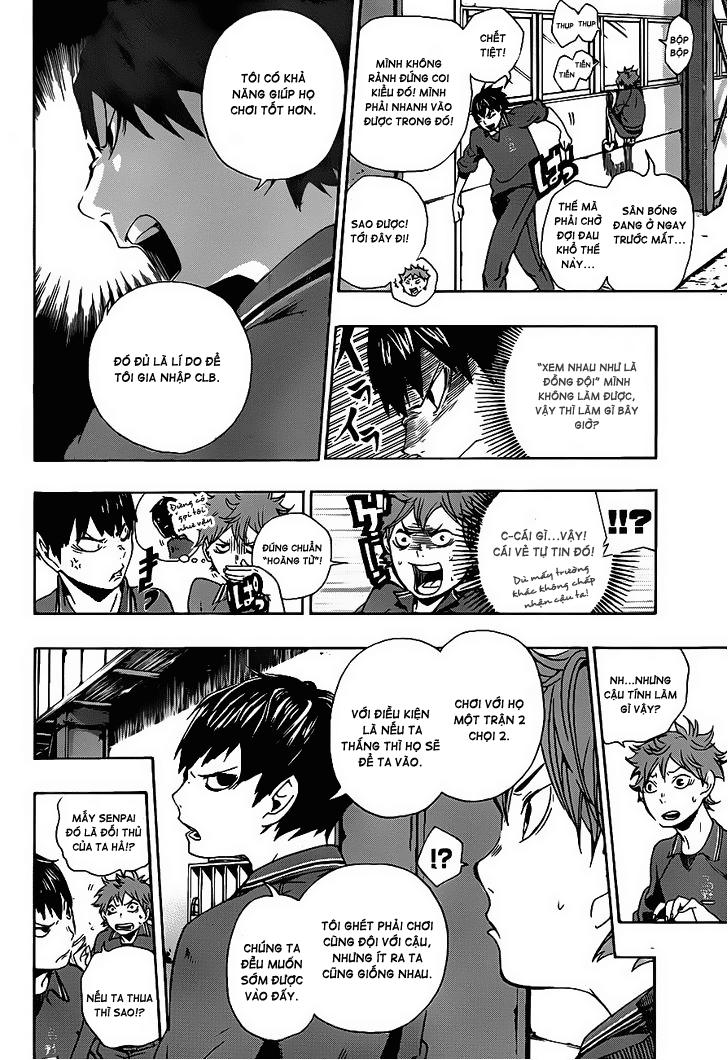 BỘP
BỘP
THỤP
THỤP
TIẾN
TIẾN
CHẾT
TIỆT!
MÌNH KHÔNG
RẢNH ĐỨNG COI
KIỂU ĐÓ! MÌNH
PHẢI NHANH VÀO
ĐƯỢC TRONG ĐÓ!
SÂN BÓNG
ĐANG Ở NGAY
TRƯỚC MẮT...
THẾ MÀ
PHẢI CHỜ
ĐỢI ĐAU
KHỔ THẾ
NÀY...
SAO ĐƯỢC!
TỚI ĐÂY ĐI!
TÔI CÓ KHẢ
NĂNG GIÚP HỌ
CHƠI TỐT HƠN.
ĐÓ ĐỦ LÀ LÍ DO ĐỂ
TÔI GIA NHẬP CLB.
"XEM NHAU NHƯ LÀ
ĐỒNG ĐỘI" MÌNH
KHÔNG LÀM ĐƯỢC,
VẬY THÌ LÀM GÌ BÂY
GIỜ?
イライラ
!!?
C-CÁI GÌ...VẬY!
CÁI VẺ TỰ TIN ĐÓ!
Dù mấy trường
khác không chấp
nhận cậu ta!
ĐÚNG CHUẨN
"HOÀNG TỬ"!
Đừng có
gọi tôi
như vậy
NH...NHƯNG
CẬU TÍNH LÀM
GÌ VẬY?
CHƠI VỚI HỌ
MỘT TRẬN 2
CHỌI 2.
VỚI ĐIỀU KIỆN
LÀ NẾU TA
THẮNG THÌ HỌ SẼ
ĐỂ TA VÀO.
!?
TÔI GHÉT PHẢI CHƠI
CÙNG ĐỘI VỚI CẬU,
NHƯNG ÍT RA TA
CŨNG GIỐNG NHAU.
CHÚNG TA
ĐỀU MUỐN
SỚM ĐƯỢC
VÀO ĐẤY.
MẤY SENPAI
ĐÓ LÀ ĐỐI THỦ
CỦA TA HẢ!?
NẾU TA THUA
THÌ SAO!?